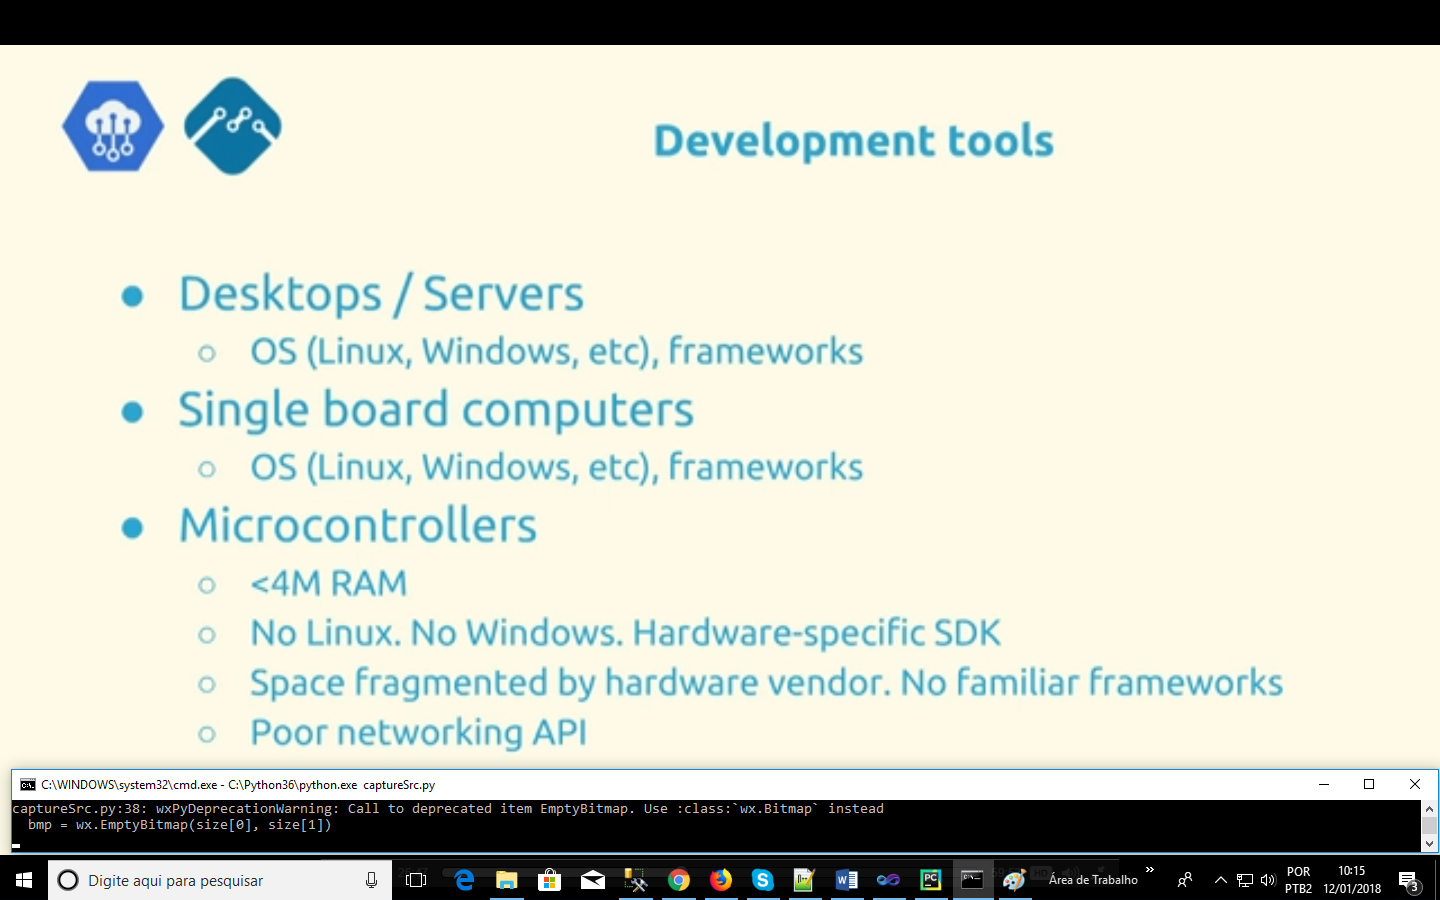 Development tools
● Desktops / Servers
○ OS (Linux, Windows, etc), frameworks
● Single board computers
○ OS (Linux, Windows, etc), frameworks
● Microcontrollers
○ <4M RAM
○ No Linux. No Windows. Hardware-specific SDK
○ Space fragmented by hardware vendor. No familiar frameworks
○ Poor networking API
C:\WINDOWS\system32\cmd.exe - C:\Python36\python.exe captureSrc.py
captureSrc.py:38: wxPyDeprecationWarning: Call to deprecated item EmptyBitmap. Use :class:`wx.Bitmap` instead
bmp = wx.EmptyBitmap(size[0], size[1])
Digite aqui para pesquisar
Área de Trabalho
POR
PTB2
10:15
12/01/2018
3